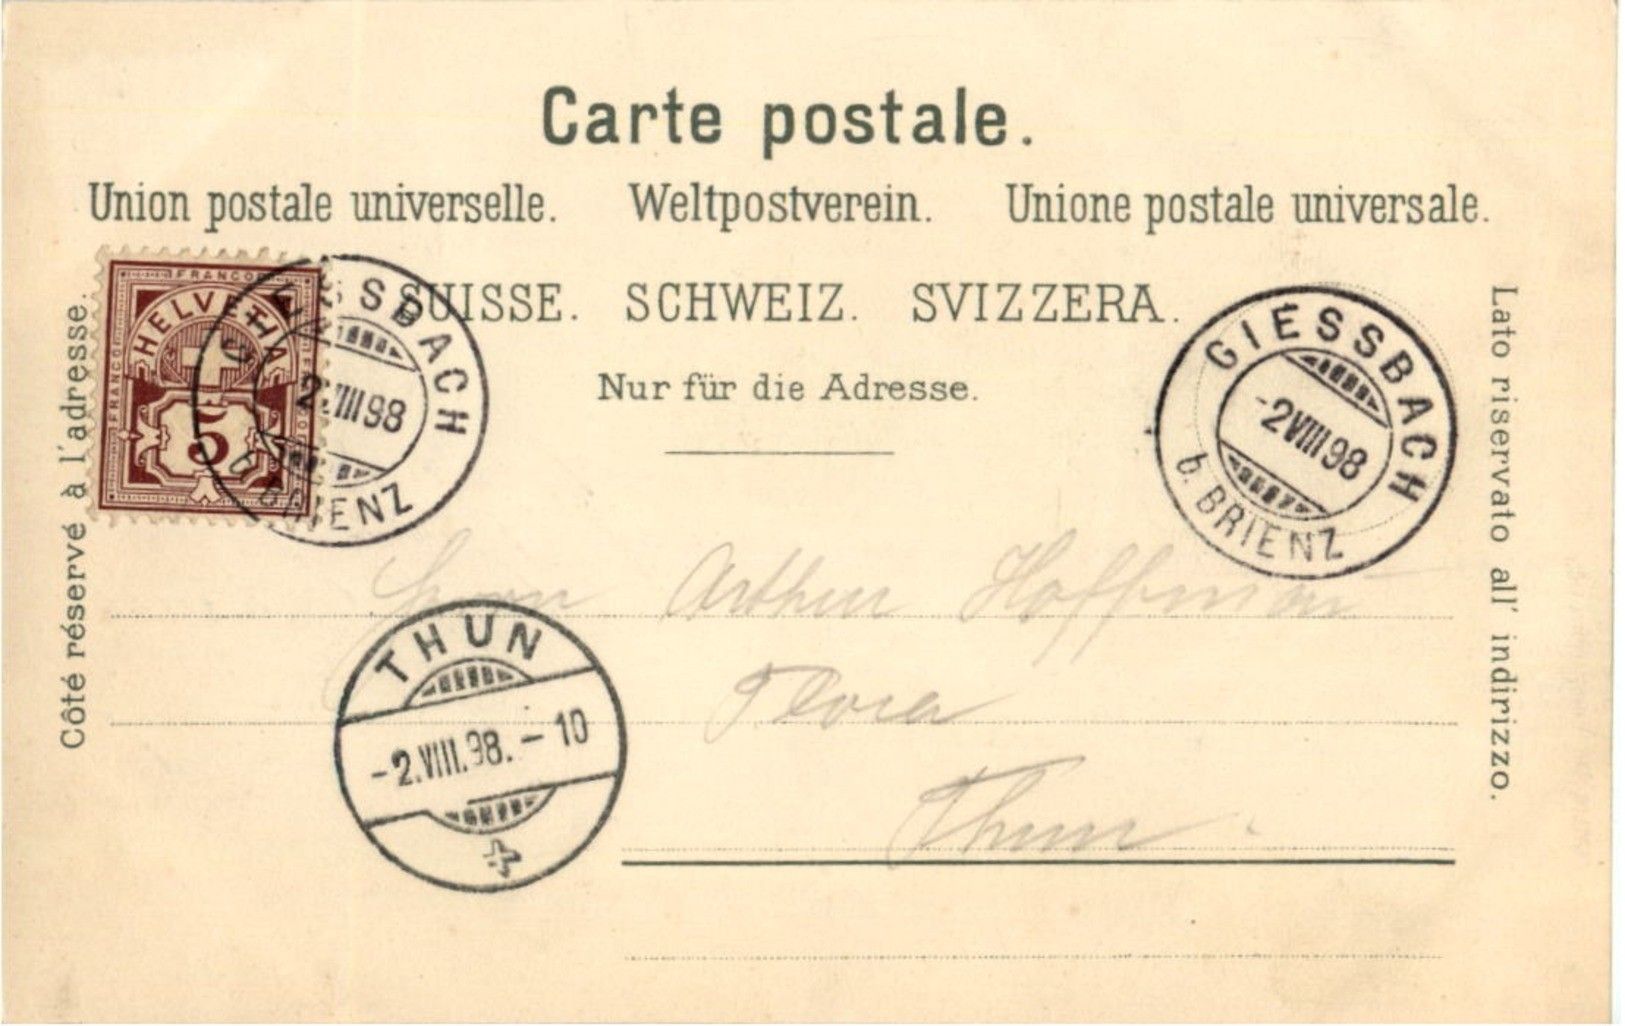 Carte postale.
Union postale universelle. Weltpostverein. Unione postale universale.
SUISSE. SCHWEIZ. SVIZZERA.
Nur für die Adresse.
Côté réservé à l'adresse.
Lato riservato all' indirizzo.
FRANCO
FRANCO
HELVETIA
5
GIESSBACH
2.VIII 98
b. BRIENZ
GIESSBACH
-2 VIII 98
b. BRIENZ
Herrn Arthur Hoffmann
Flora
Thun.
THUN
-2.VIII.98.-10